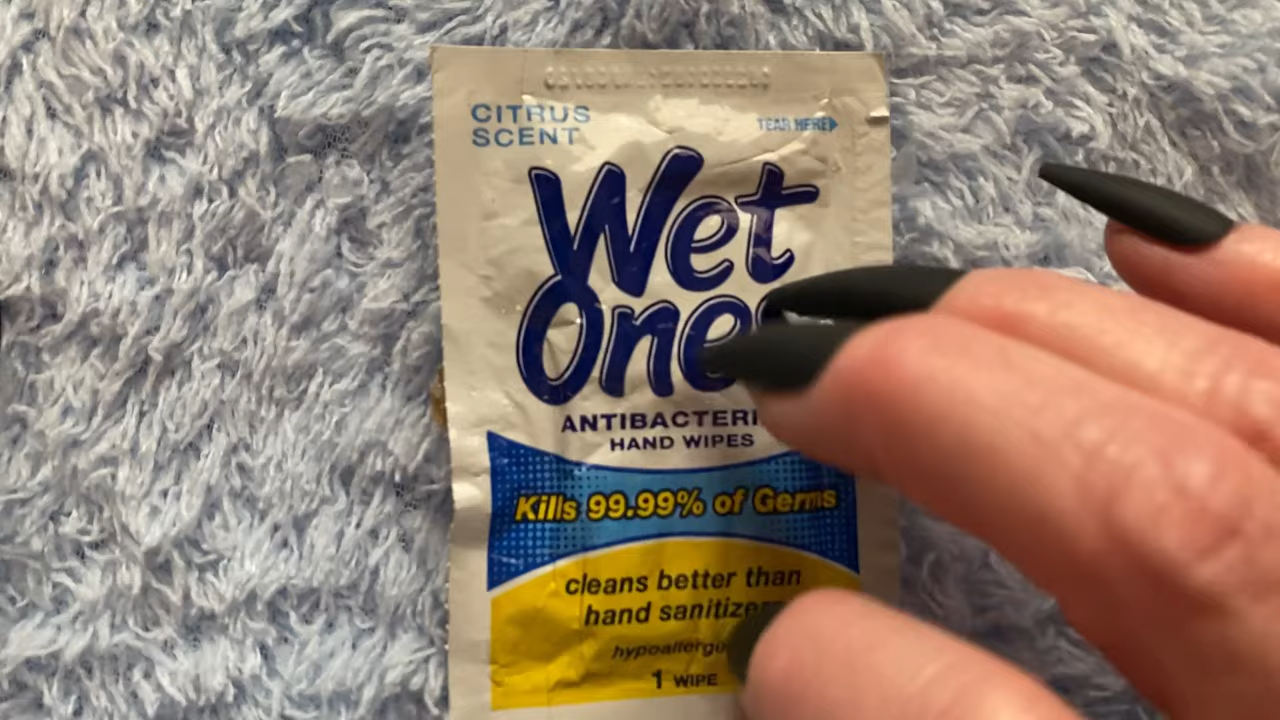 CITRUS
SCENT
TEAR HERE
Wet
One
ANTIBACTERI
HAND WIPES
Kills 99.99% of Germs
cleans better than
hand sanitize
hypoallerge
1 WIPE